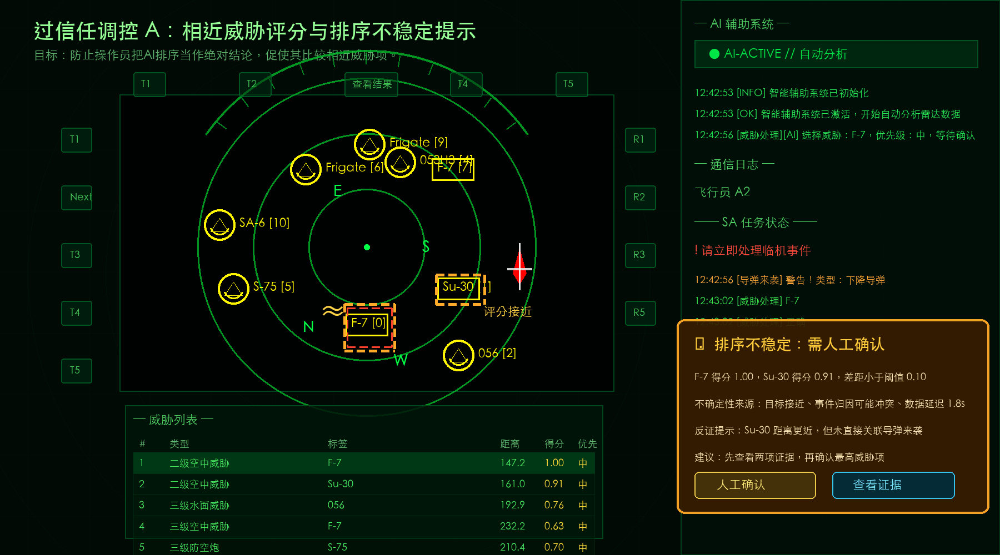 过信任调控 A：相近威胁评分与排序不稳定提示
目标：防止操作员把AI排序当作绝对结论，促使其比较相近威胁项。
T1
T2
查看结果
T4
T5
T1
Next
T3
T4
T5
R1
R2
R3
R5
Frigate [9]
053H3 [4]
Frigate [6]
F-7 [7]
E
SA-6 [10]
S
S-75 [5]
Su-30
评分接近
F-7 [0]
N
W
056 [2]
— 威胁列表 —
# 类型 标签 距离 得分 优先
1 二级空中威胁 F-7 147.2 1.00 中
2 二级空中威胁 Su-30 161.0 0.91 中
3 三级水面威胁 056 192.9 0.76 中
4 三级空中威胁 F-7 232.2 0.63 中
5 三级防空炮 S-75 210.4 0.70 中
— AI 辅助系统 —
● AI-ACTIVE // 自动分析
12:42:53 [INFO] 智能辅助系统已初始化
12:42:53 [OK] 智能辅助系统已激活，开始自动分析雷达数据
12:42:56 [威胁处理][AI] 选择威胁：F-7，优先级：中，等待确认
— 通信日志 —
飞行员 A2
—— SA 任务状态 ——
! 请立即处理临机事件
12:42:56 [导弹来袭] 警告！类型：下降导弹
12:43:02 [威胁处理] F-7
12:43:02 [威胁处理] 正确
排序不稳定：需人工确认
F-7 得分 1.00，Su-30 得分 0.91，差距小于阈值 0.10
不确定性来源：目标接近、事件归因可能冲突、数据延迟 1.8s
反证提示：Su-30 距离更近，但未直接关联导弹来袭
建议：先查看两项证据，再确认最高威胁项
人工确认
查看证据